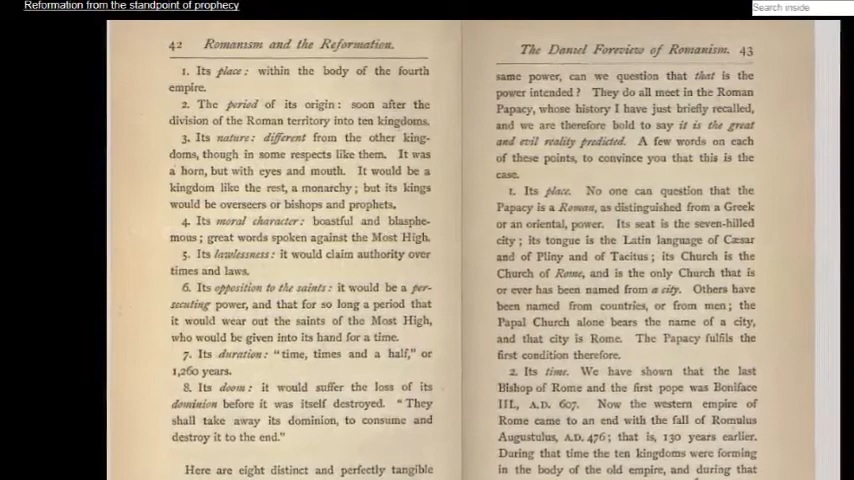 Reformation from the standpoint of prophecy
Search inside
42 Romanism and the Reformation.
1. Its place: within the body of the fourth
empire.
2. The period of its origin: soon after the
division of the Roman territory into ten kingdoms.
3. Its nature: different from the other king-
doms, though in some respects like them. It was
a horn, but with eyes and mouth. It would be a
kingdom like the rest, a monarchy; but its kings
would be overseers or bishops and prophets.
4. Its moral character: boastful and blasphe-
mous; great words spoken against the Most High.
5. Its lawlessness: it would claim authority over
times and laws.
6. Its opposition to the saints: it would be a per-
secuting power, and that for so long a period that
it would wear out the saints of the Most High,
who would be given into its hand for a time.
7. Its duration: "time, times and a half," or
1,260 years.
8. Its doom: it would suffer the loss of its
dominion before it was itself destroyed. "They
shall take away its dominion, to consume and
destroy it to the end."
Here are eight distinct and perfectly tangible
The Daniel Foreview of Romanism. 43
same power, can we question that that is the
power intended? They do all meet in the Roman
Papacy, whose history I have just briefly recalled,
and we are therefore bold to say it is the great
and evil reality predicted. A few words on each
of these points, to convince you that this is the
case.
1. Its place. No one can question that the
Papacy is a Roman, as distinguished from a Greek
or an oriental, power. Its seat is the seven-hilled
city; its tongue is the Latin language of Cæsar
and of Pliny and of Tacitus; its Church is the
Church of Rome, and is the only Church that is
or ever has been named from a city. Others have
been named from countries, or from men; the
Papal Church alone bears the name of a city,
and that city is Rome. The Papacy fulfils the
first condition therefore.
2. Its time. We have shown that the last
Bishop of Rome and the first pope was Boniface
III., A.D. 607. Now the western empire of
Rome came to an end with the fall of Romulus
Augustulus, A.D. 476; that is, 130 years earlier.
During that time the ten kingdoms were forming
in the body of the old empire, and during that